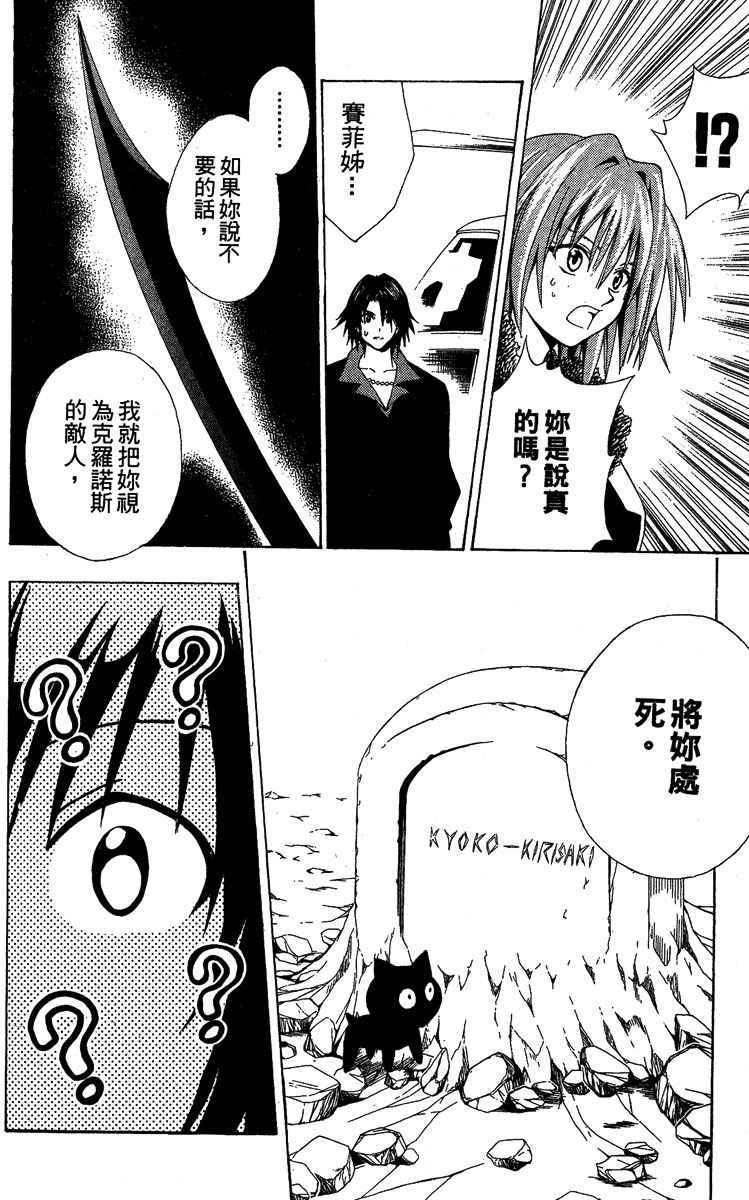 !?
妳是說真
的嗎？
賽菲姊…
………
如果妳說不
要的話，
我就把妳視
為克羅諾斯
的敵人，
將妳處
死。
KYOKO-KIRISAKI
?
?
?
?